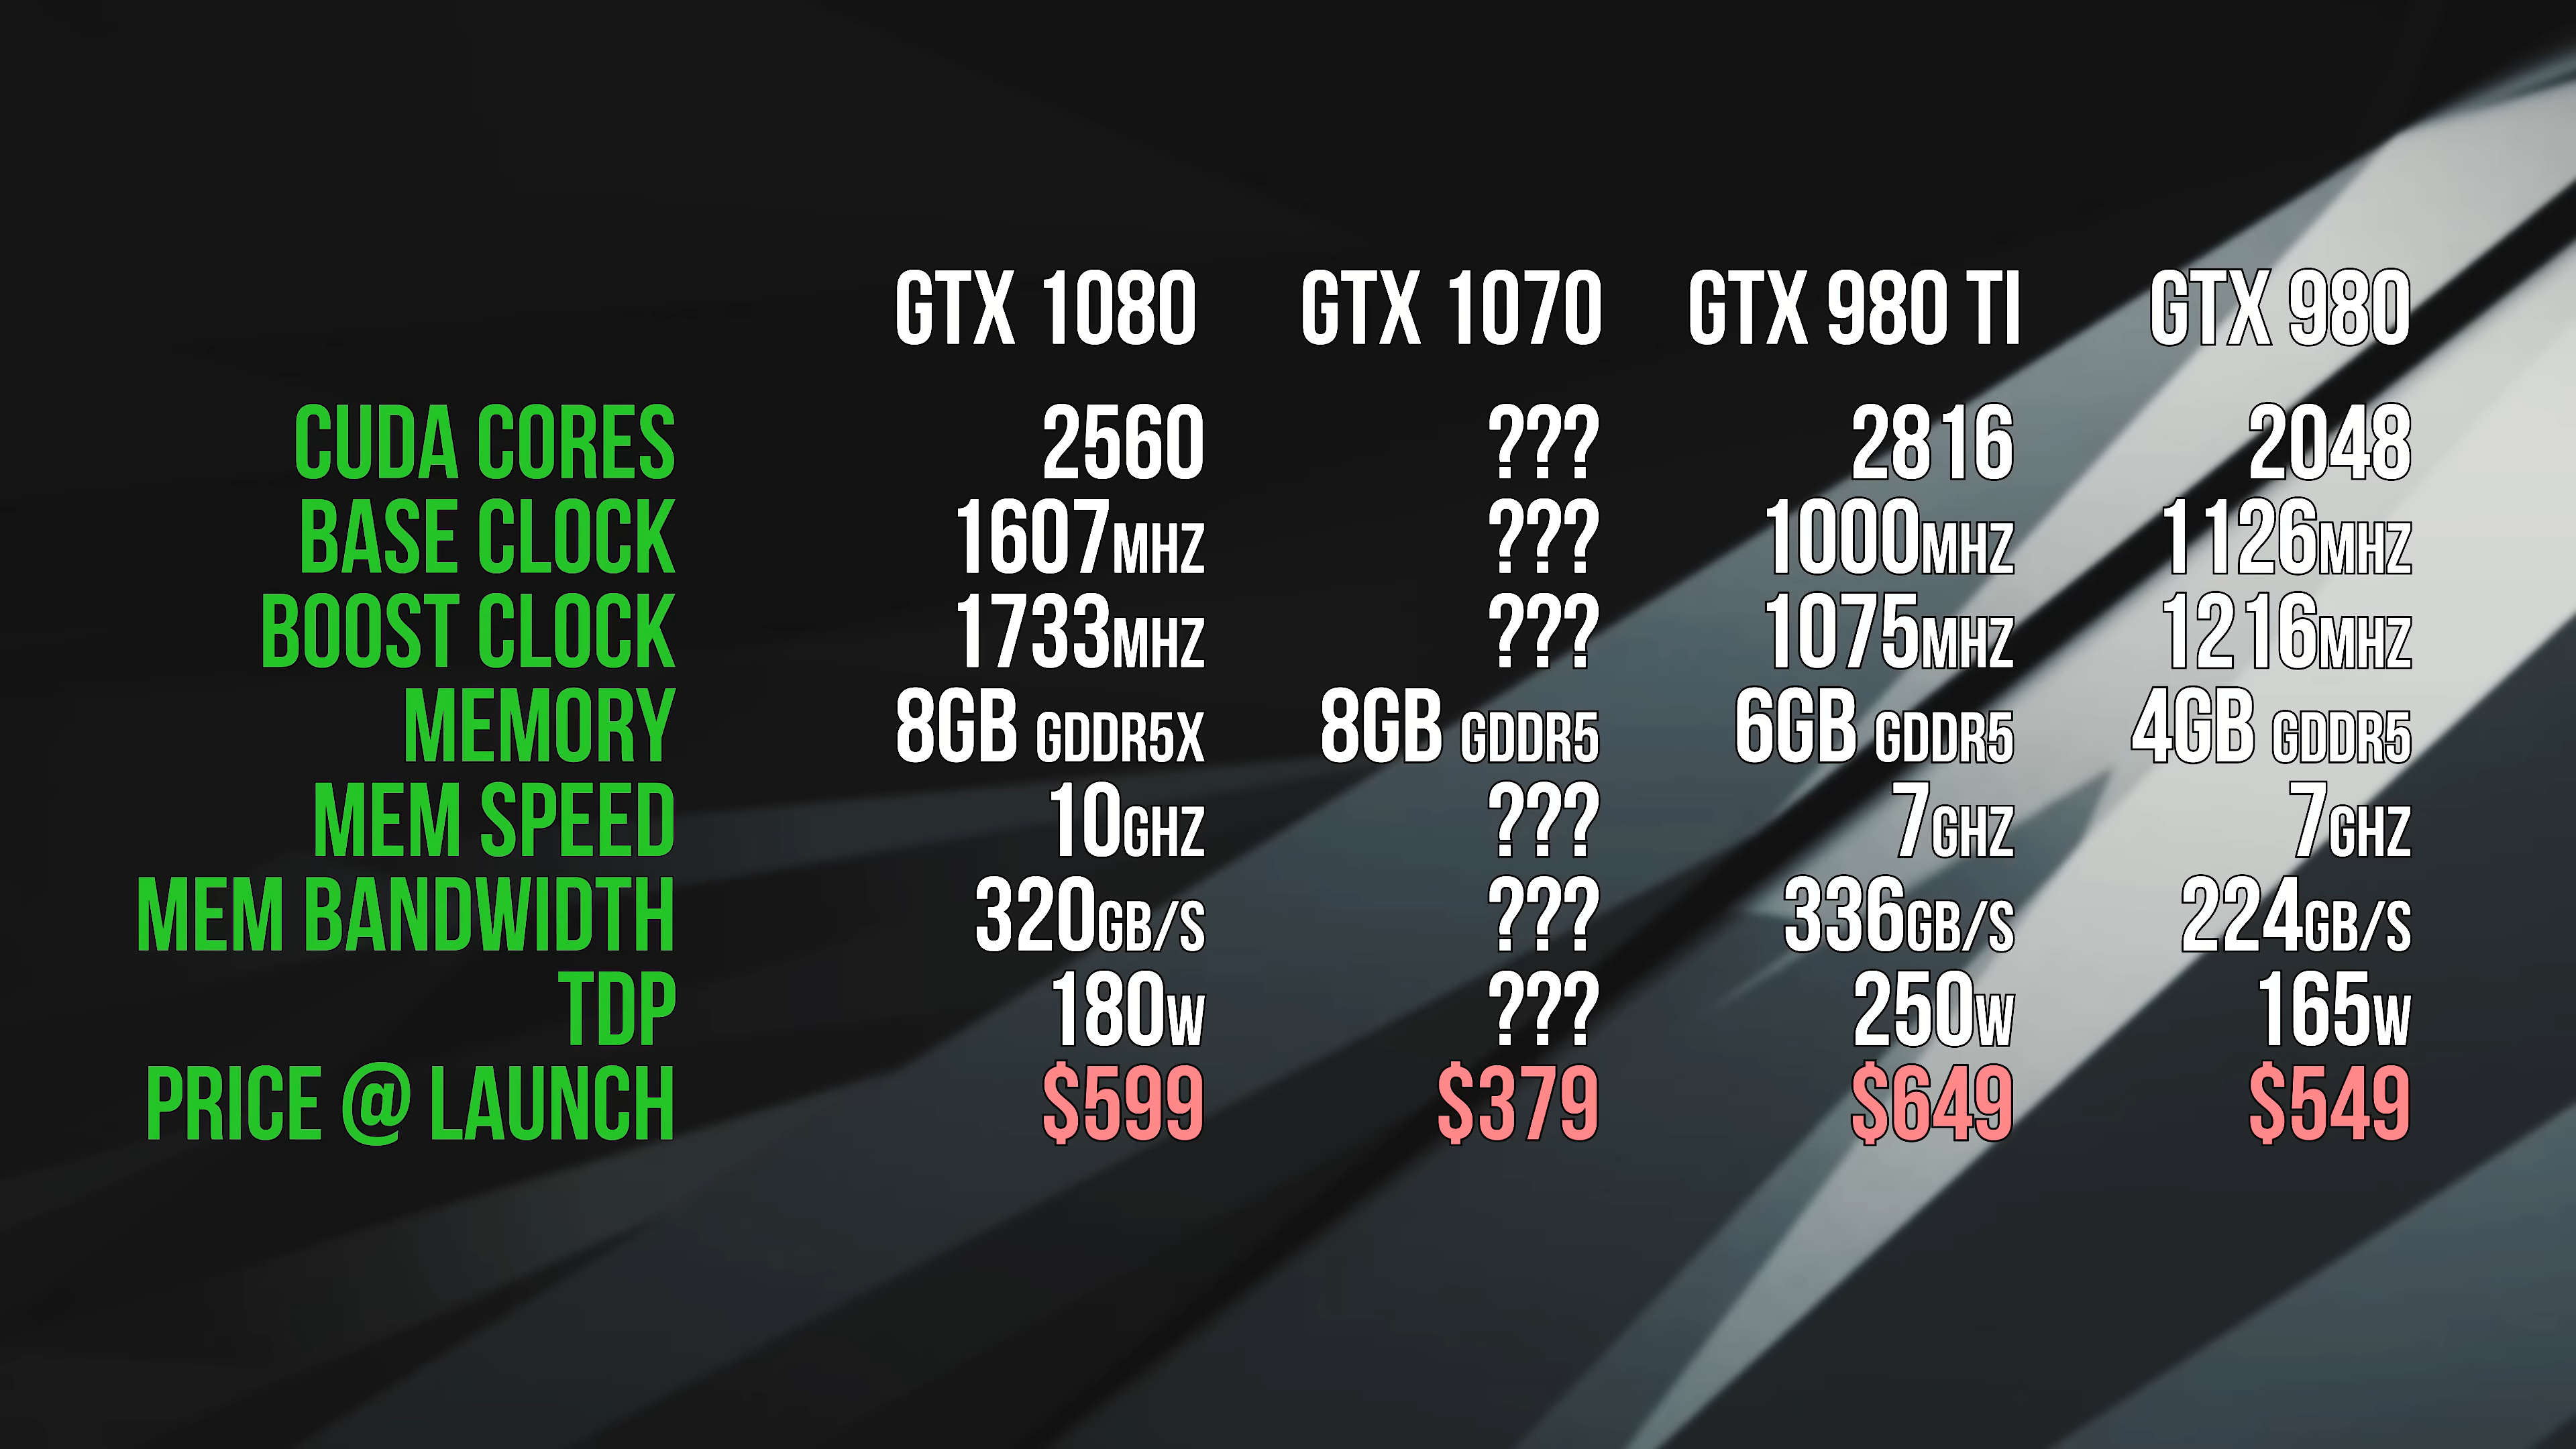 GTX 1080 GTX 1070 GTX 980 TI GTX 980
CUDA CORES 2560 ??? 2816 2048
BASE CLOCK 1607MHZ ??? 1000MHZ 1126MHZ
BOOST CLOCK 1733MHZ ??? 1075MHZ 1216MHZ
MEMORY 8GB GDDR5X 8GB GDDR5 6GB GDDR5 4GB GDDR5
MEM SPEED 10GHZ ??? 7GHZ 7GHZ
MEM BANDWIDTH 320GB/S ??? 336GB/S 224GB/S
TDP 180W ??? 250W 165W
PRICE @ LAUNCH $599 $379 $649 $549